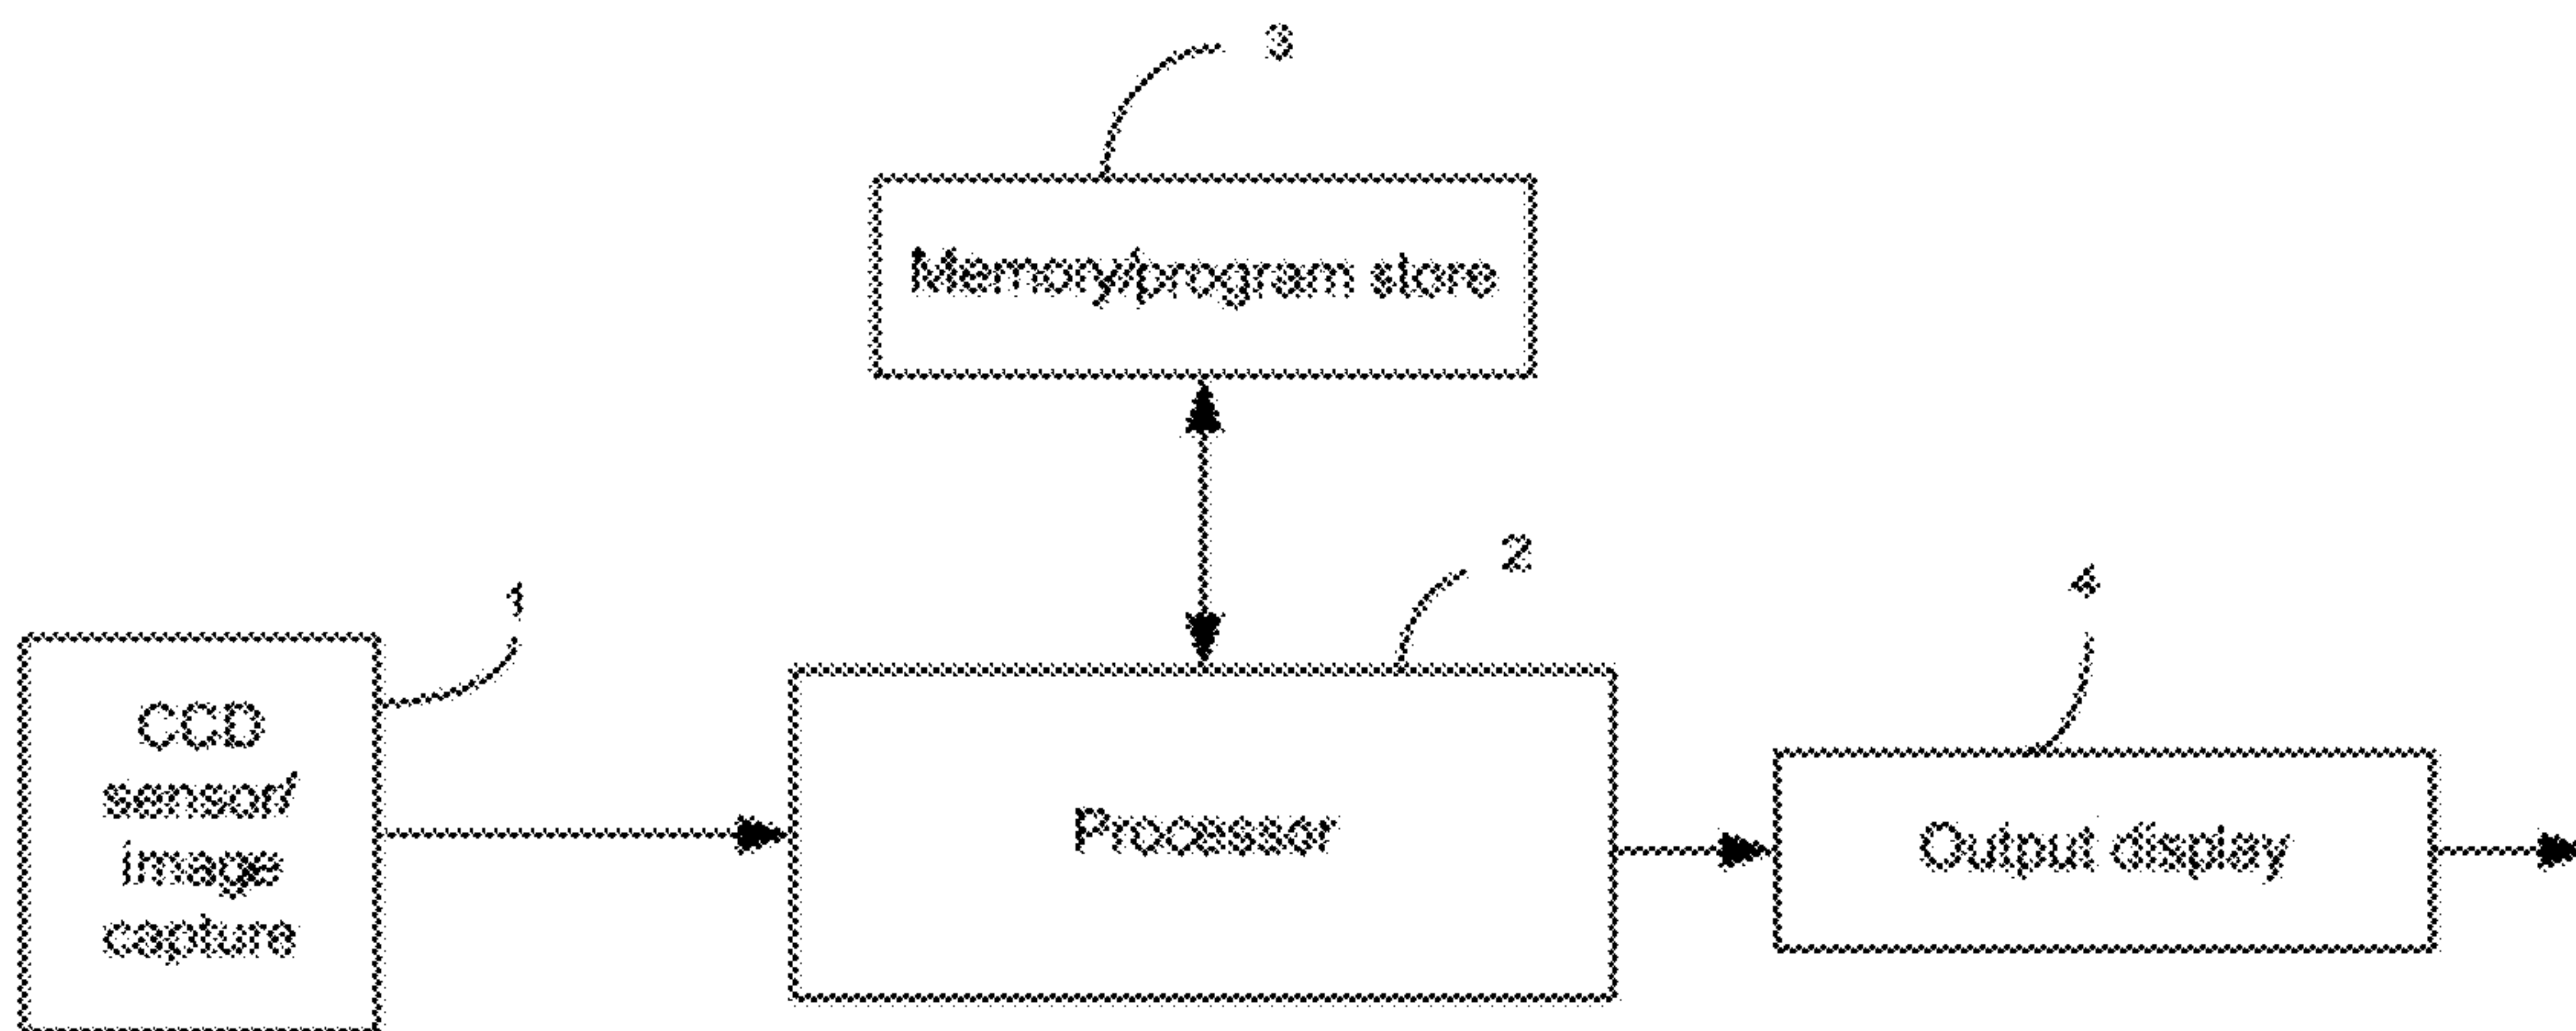 3
Memory/program store
2
1
4
CCD
sensor/
image
capture
Processor
Output display